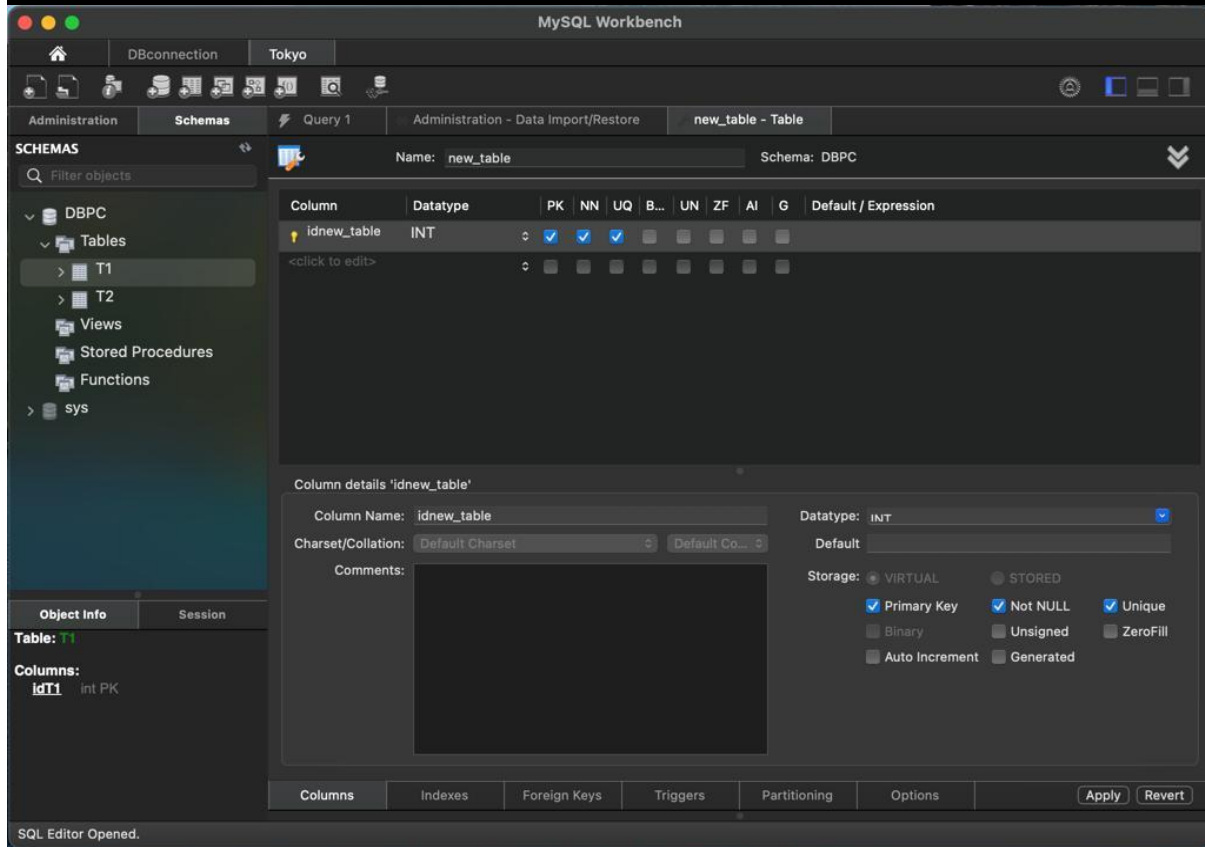 MySQL Workbench
DBconnection Tokyo
Administration Schemas Query 1 Administration - Data Import/Restore new_table - Table
SCHEMAS
Filter objects
Name: new_table Schema: DBPC
DBPC
Tables
T1
T2
Views
Stored Procedures
Functions
sys
Column Datatype PK NN UQ B... UN ZF AI G Default / Expression
idnew_table INT
<click to edit>
Column details 'idnew_table'
Column Name: idnew_table Datatype: INT
Charset/Collation: Default Charset Default Co... Default
Comments: Storage: VIRTUAL STORED
Primary Key Not NULL Unique
Binary Unsigned ZeroFill
Auto Increment Generated
Object Info Session
Table: T1
Columns:
idT1 int PK
Columns Indexes Foreign Keys Triggers Partitioning Options Apply Revert
SQL Editor Opened.